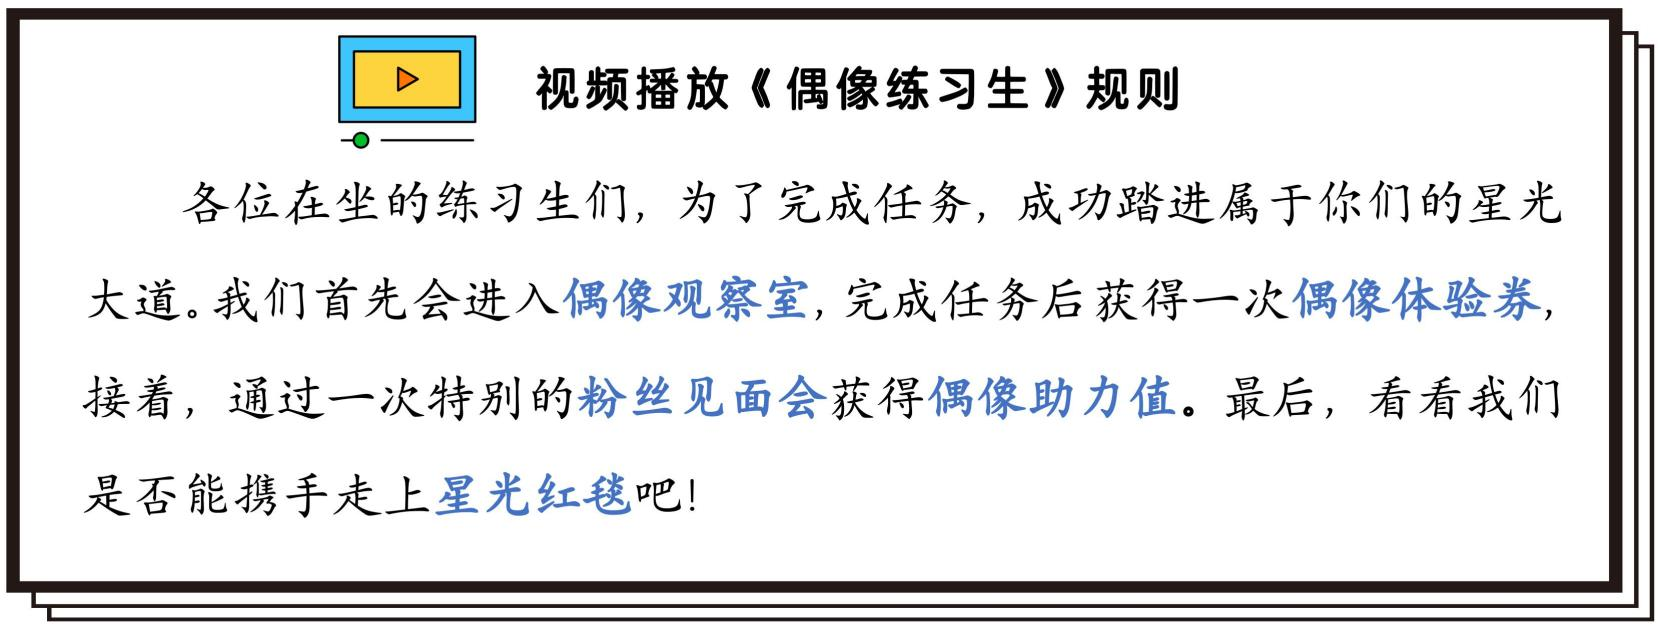 视频播放《偶像练习生》规则
各位在坐的练习生们，为了完成任务，成功踏进属于你们的星光
大道。我们首先会进入偶像观察室，完成任务后获得一次偶像体验券，
接着，通过一次特别的粉丝见面会获得偶像助力值。最后，看看我们
是否能携手走上星光红毯吧！